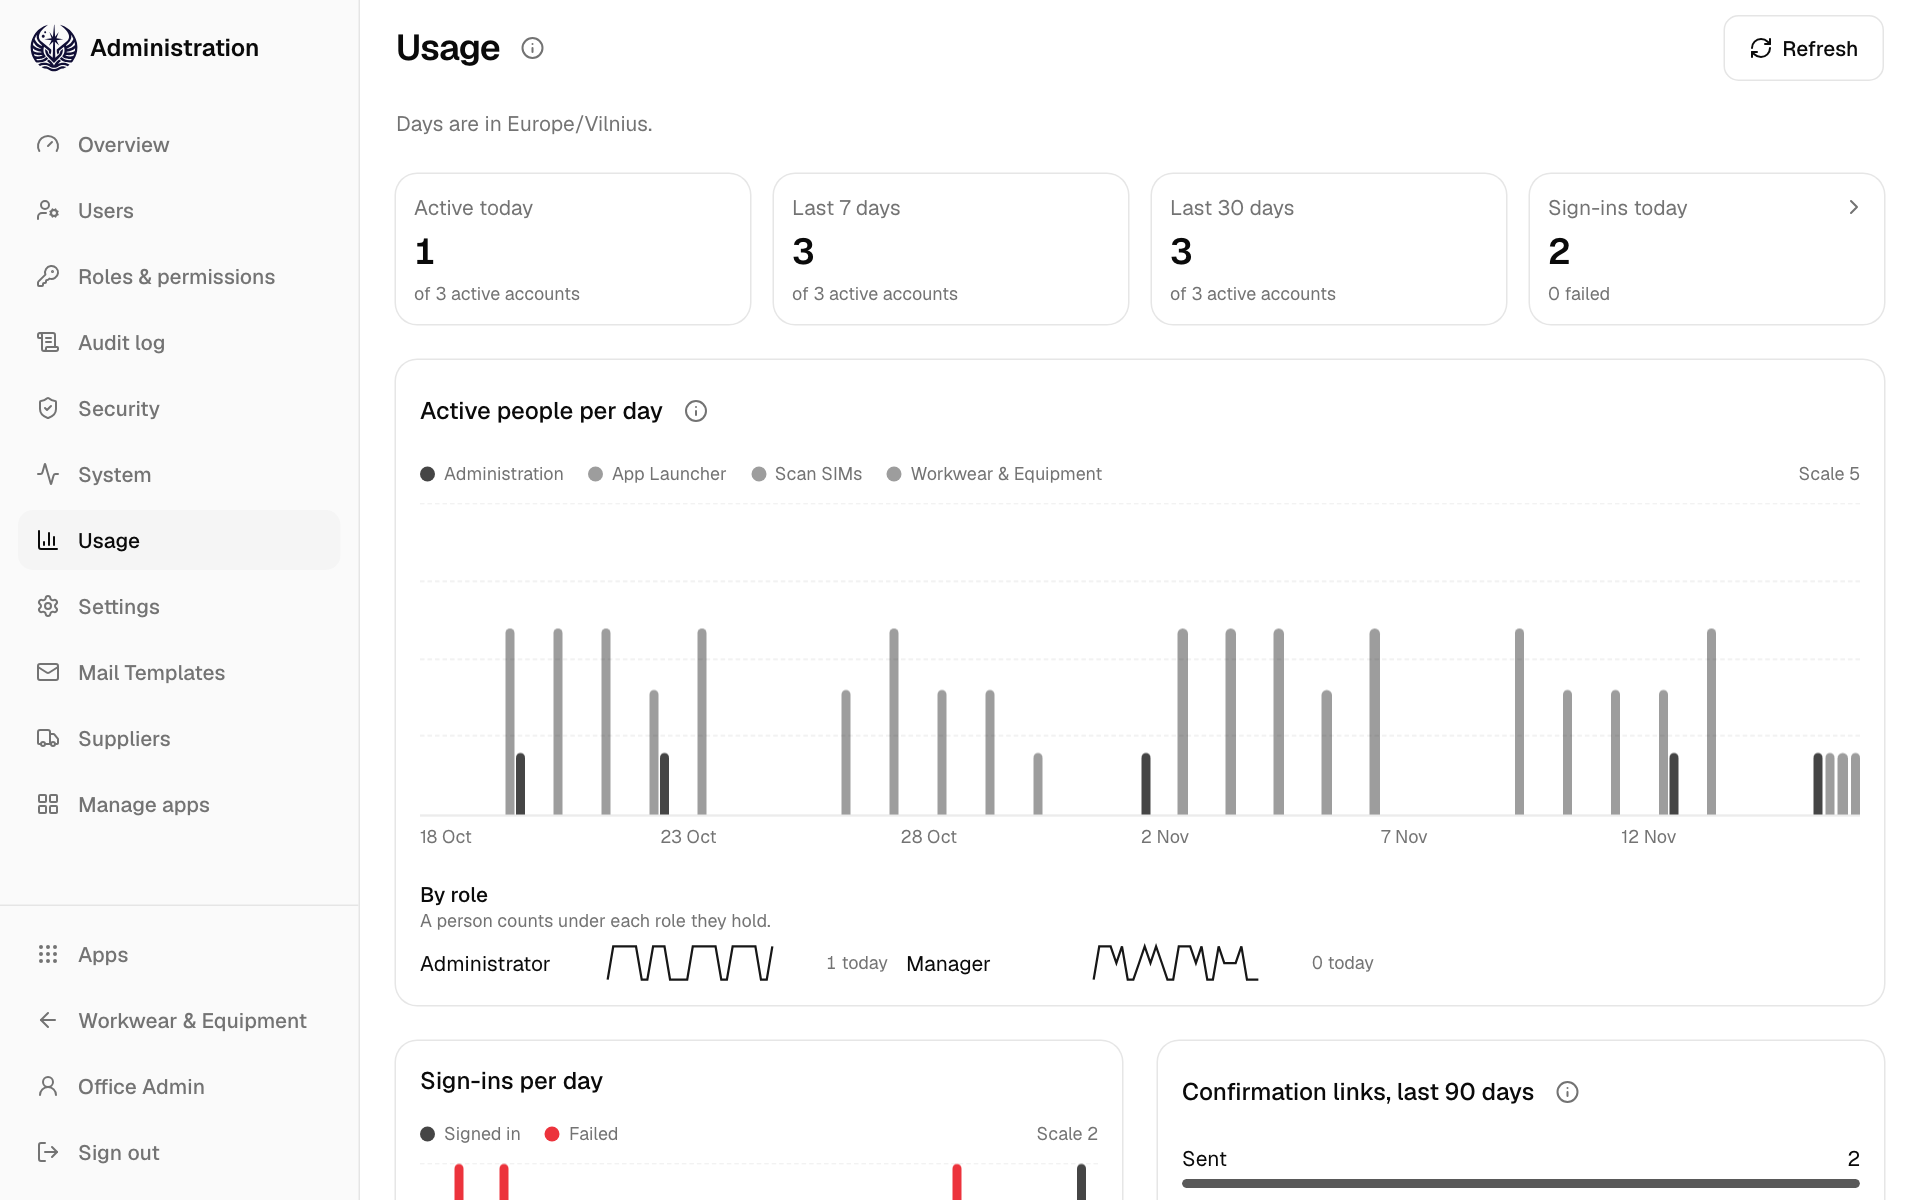 Administration
Overview
Users
Roles & permissions
Audit log
Security
System
Usage
Settings
Mail Templates
Suppliers
Manage apps
Apps
Workwear & Equipment
Office Admin
Sign out
Usage
Refresh
Days are in Europe/Vilnius.
Active today
1
of 3 active accounts
Last 7 days
3
of 3 active accounts
Last 30 days
3
of 3 active accounts
Sign-ins today
2
0 failed
Active people per day
Administration App Launcher Scan SIMs Workwear & Equipment Scale 5
18 Oct 23 Oct 28 Oct 2 Nov 7 Nov 12 Nov
By role
A person counts under each role they hold.
Administrator 1 today Manager 0 today
Sign-ins per day
Signed in Failed Scale 2
Confirmation links, last 90 days
Sent 2